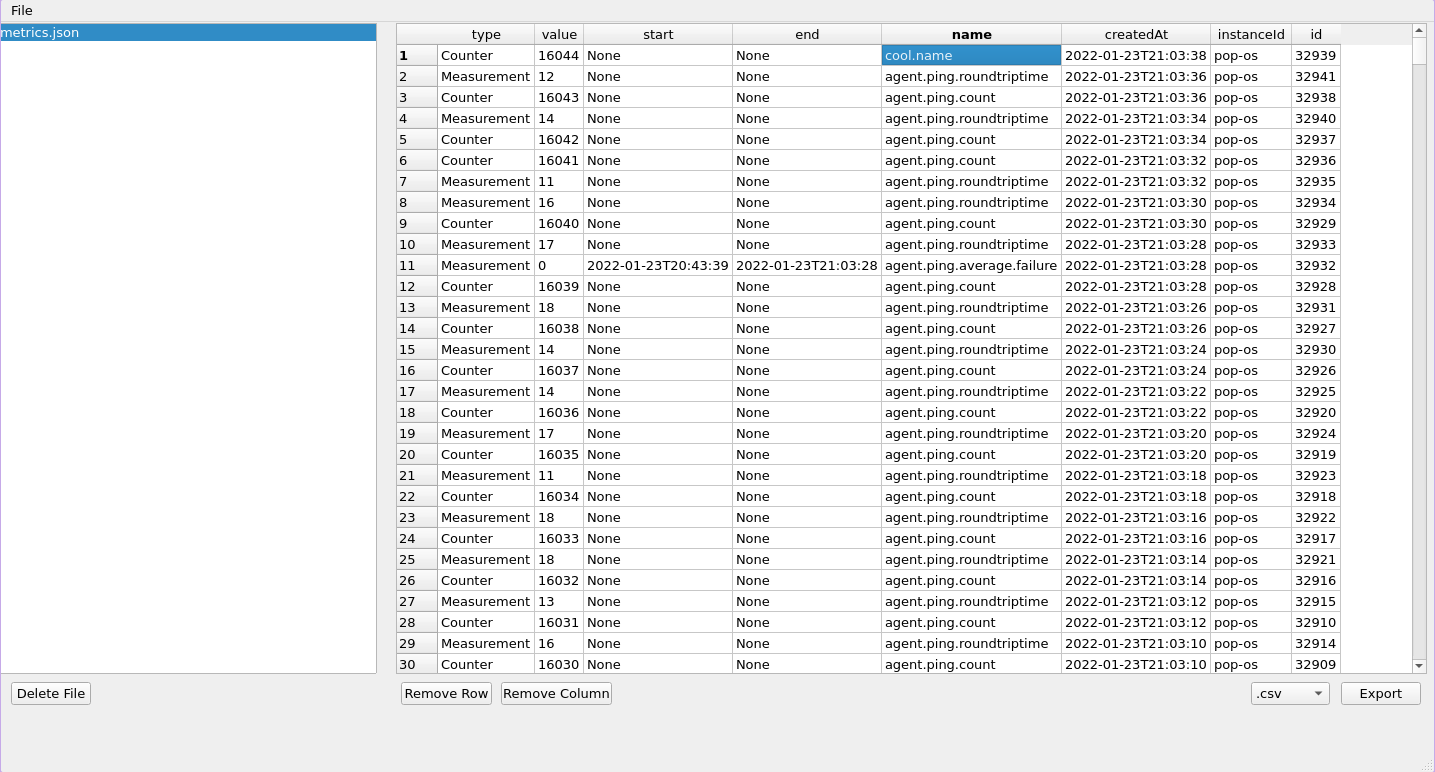 File
metrics.json
type value start end name createdAt instanceId id
1 Counter 16044 None None cool.name 2022-01-23T21:03:38 pop-os 32939
2 Measurement 12 None None agent.ping.roundtriptime 2022-01-23T21:03:36 pop-os 32941
3 Counter 16043 None None agent.ping.count 2022-01-23T21:03:36 pop-os 32938
4 Measurement 14 None None agent.ping.roundtriptime 2022-01-23T21:03:34 pop-os 32940
5 Counter 16042 None None agent.ping.count 2022-01-23T21:03:34 pop-os 32937
6 Counter 16041 None None agent.ping.count 2022-01-23T21:03:32 pop-os 32936
7 Measurement 11 None None agent.ping.roundtriptime 2022-01-23T21:03:32 pop-os 32935
8 Measurement 16 None None agent.ping.roundtriptime 2022-01-23T21:03:30 pop-os 32934
9 Counter 16040 None None agent.ping.count 2022-01-23T21:03:30 pop-os 32929
10 Measurement 17 None None agent.ping.roundtriptime 2022-01-23T21:03:28 pop-os 32933
11 Measurement 0 2022-01-23T20:43:39 2022-01-23T21:03:28 agent.ping.average.failure 2022-01-23T21:03:28 pop-os 32932
12 Counter 16039 None None agent.ping.count 2022-01-23T21:03:28 pop-os 32928
13 Measurement 18 None None agent.ping.roundtriptime 2022-01-23T21:03:26 pop-os 32931
14 Counter 16038 None None agent.ping.count 2022-01-23T21:03:26 pop-os 32927
15 Measurement 14 None None agent.ping.roundtriptime 2022-01-23T21:03:24 pop-os 32930
16 Counter 16037 None None agent.ping.count 2022-01-23T21:03:24 pop-os 32926
17 Measurement 14 None None agent.ping.roundtriptime 2022-01-23T21:03:22 pop-os 32925
18 Counter 16036 None None agent.ping.count 2022-01-23T21:03:22 pop-os 32920
19 Measurement 17 None None agent.ping.roundtriptime 2022-01-23T21:03:20 pop-os 32924
20 Counter 16035 None None agent.ping.count 2022-01-23T21:03:20 pop-os 32919
21 Measurement 11 None None agent.ping.roundtriptime 2022-01-23T21:03:18 pop-os 32923
22 Counter 16034 None None agent.ping.count 2022-01-23T21:03:18 pop-os 32918
23 Measurement 18 None None agent.ping.roundtriptime 2022-01-23T21:03:16 pop-os 32922
24 Counter 16033 None None agent.ping.count 2022-01-23T21:03:16 pop-os 32917
25 Measurement 18 None None agent.ping.roundtriptime 2022-01-23T21:03:14 pop-os 32921
26 Counter 16032 None None agent.ping.count 2022-01-23T21:03:14 pop-os 32916
27 Measurement 13 None None agent.ping.roundtriptime 2022-01-23T21:03:12 pop-os 32915
28 Counter 16031 None None agent.ping.count 2022-01-23T21:03:12 pop-os 32910
29 Measurement 16 None None agent.ping.roundtriptime 2022-01-23T21:03:10 pop-os 32914
30 Counter 16030 None None agent.ping.count 2022-01-23T21:03:10 pop-os 32909
Delete File Remove Row Remove Column .csv Export